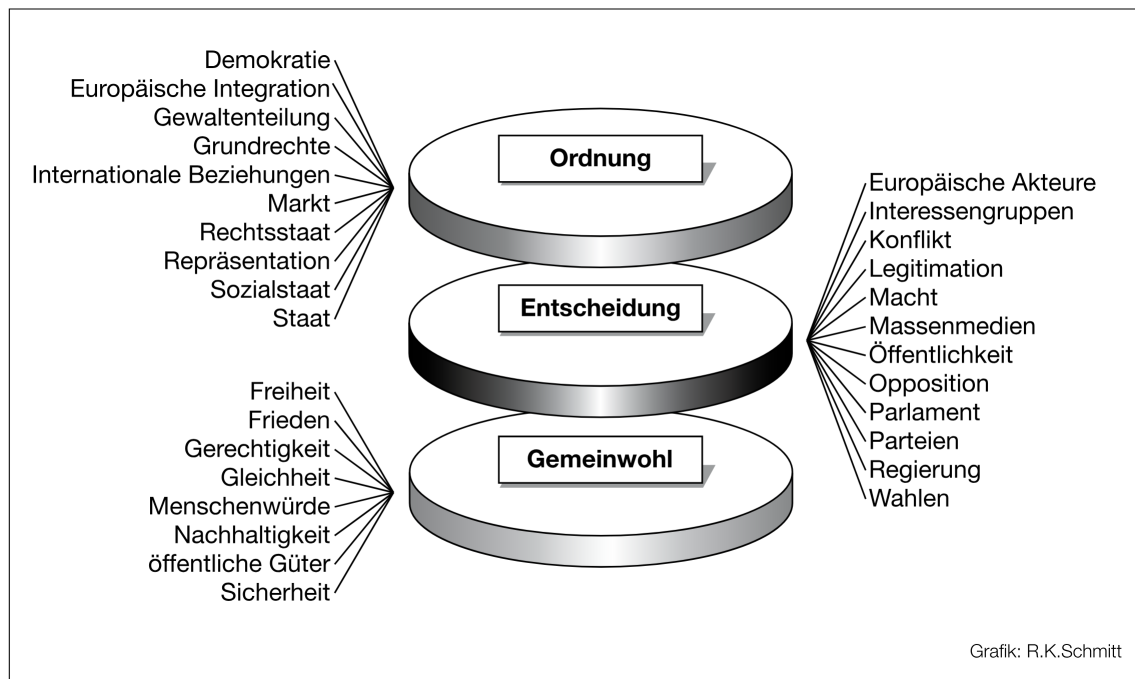 Demokratie
Europäische Integration
Gewaltenteilung
Grundrechte
Internationale Beziehungen
Markt
Rechtsstaat
Repräsentation
Sozialstaat
Staat
Ordnung
Entscheidung
Europäische Akteure
Interessengruppen
Konflikt
Legitimation
Macht
Massenmedien
Öffentlichkeit
Opposition
Parlament
Parteien
Regierung
Wahlen
Freiheit
Frieden
Gerechtigkeit
Gleichheit
Menschenwürde
Nachhaltigkeit
öffentliche Güter
Sicherheit
Gemeinwohl
Grafik: R.K.Schmitt